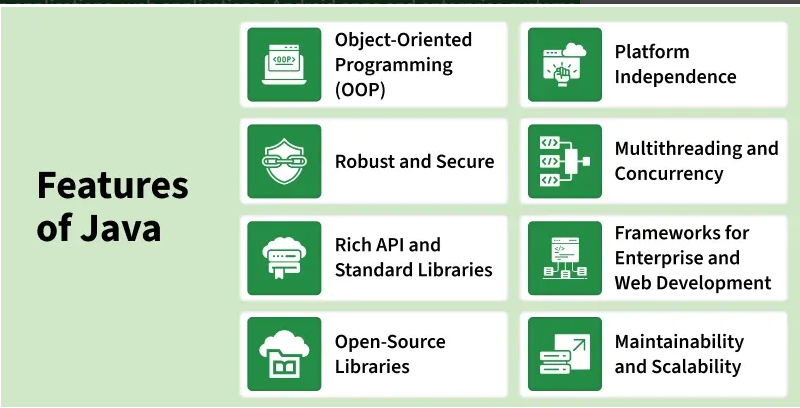 Features
of Java
<OOP>
Object-Oriented
Programming
(OOP)
Platform
Independence
Robust and Secure
</>
</>
</>
Multithreading and
Concurrency
Rich API and
Standard Libraries
</>
Frameworks for
Enterprise and
Web Development
Open-Source
Libraries
Maintainability
and Scalability